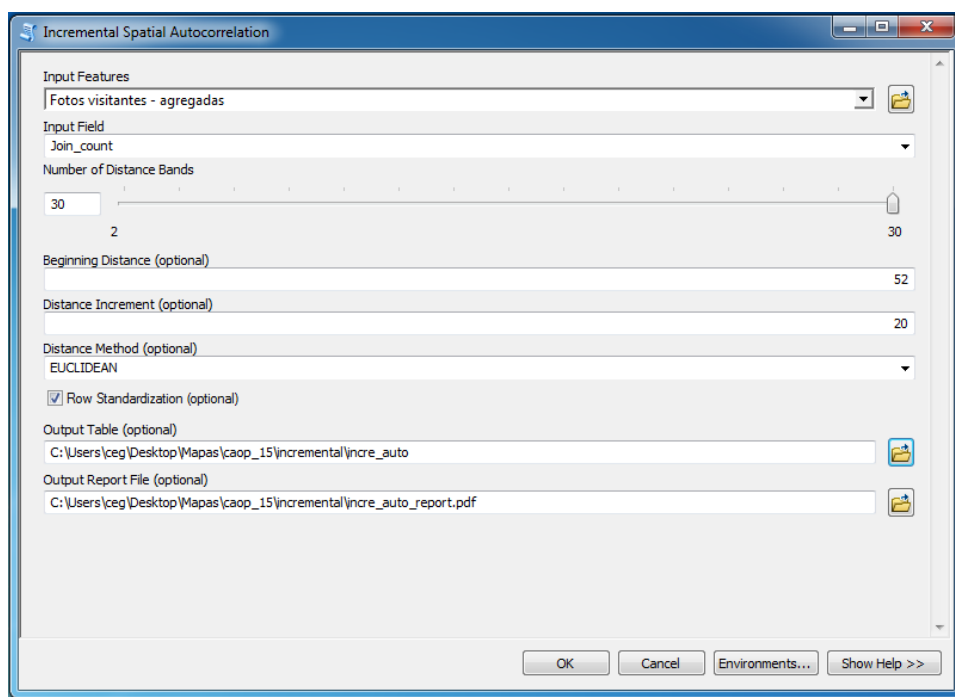 Incremental Spatial Autocorrelation
Input Features
Fotos visitantes - agregadas
Input Field
Join_count
Number of Distance Bands
30
2 30
Beginning Distance (optional)
52
Distance Increment (optional)
20
Distance Method (optional)
EUCLIDEAN
Row Standardization (optional)
Output Table (optional)
C:\Users\ceg\Desktop\Mapas\caop_15\incremental\incre_auto
Output Report File (optional)
C:\Users\ceg\Desktop\Mapas\caop_15\incremental\incre_auto_report.pdf
OK Cancel Environments... Show Help >>